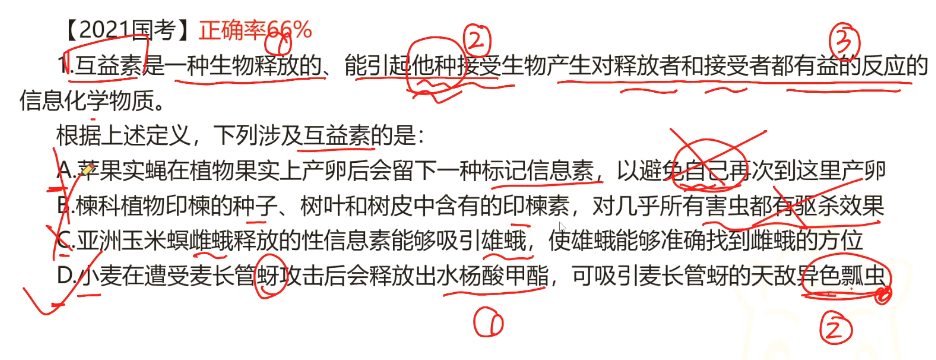 【2021国考】正确率66%
① ② ③
1.互益素是一种生物释放的、能引起他种接受生物产生对释放者和接受者都有益的反应的
信息化学物质。
根据上述定义，下列涉及互益素的是：
A.苹果实蝇在植物果实上产卵后会留下一种标记信息素，以避免自己再次到这里产卵
B.楝科植物印楝的种子、树叶和树皮中含有的印楝素，对几乎所有害虫都有驱杀效果
C.亚洲玉米螟雌蛾释放的性信息素能够吸引雄蛾，使雄蛾能够准确找到雌蛾的方位
D.小麦在遭受麦长管蚜攻击后会释放出水杨酸甲酯，可吸引麦长管蚜的天敌异色瓢虫
① ②